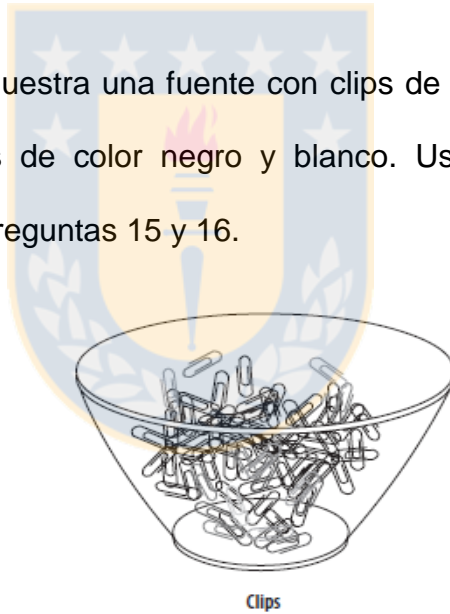 uestra una fuente con clips de
s de color negro y blanco. Us
reguntas 15 y 16.
Clips